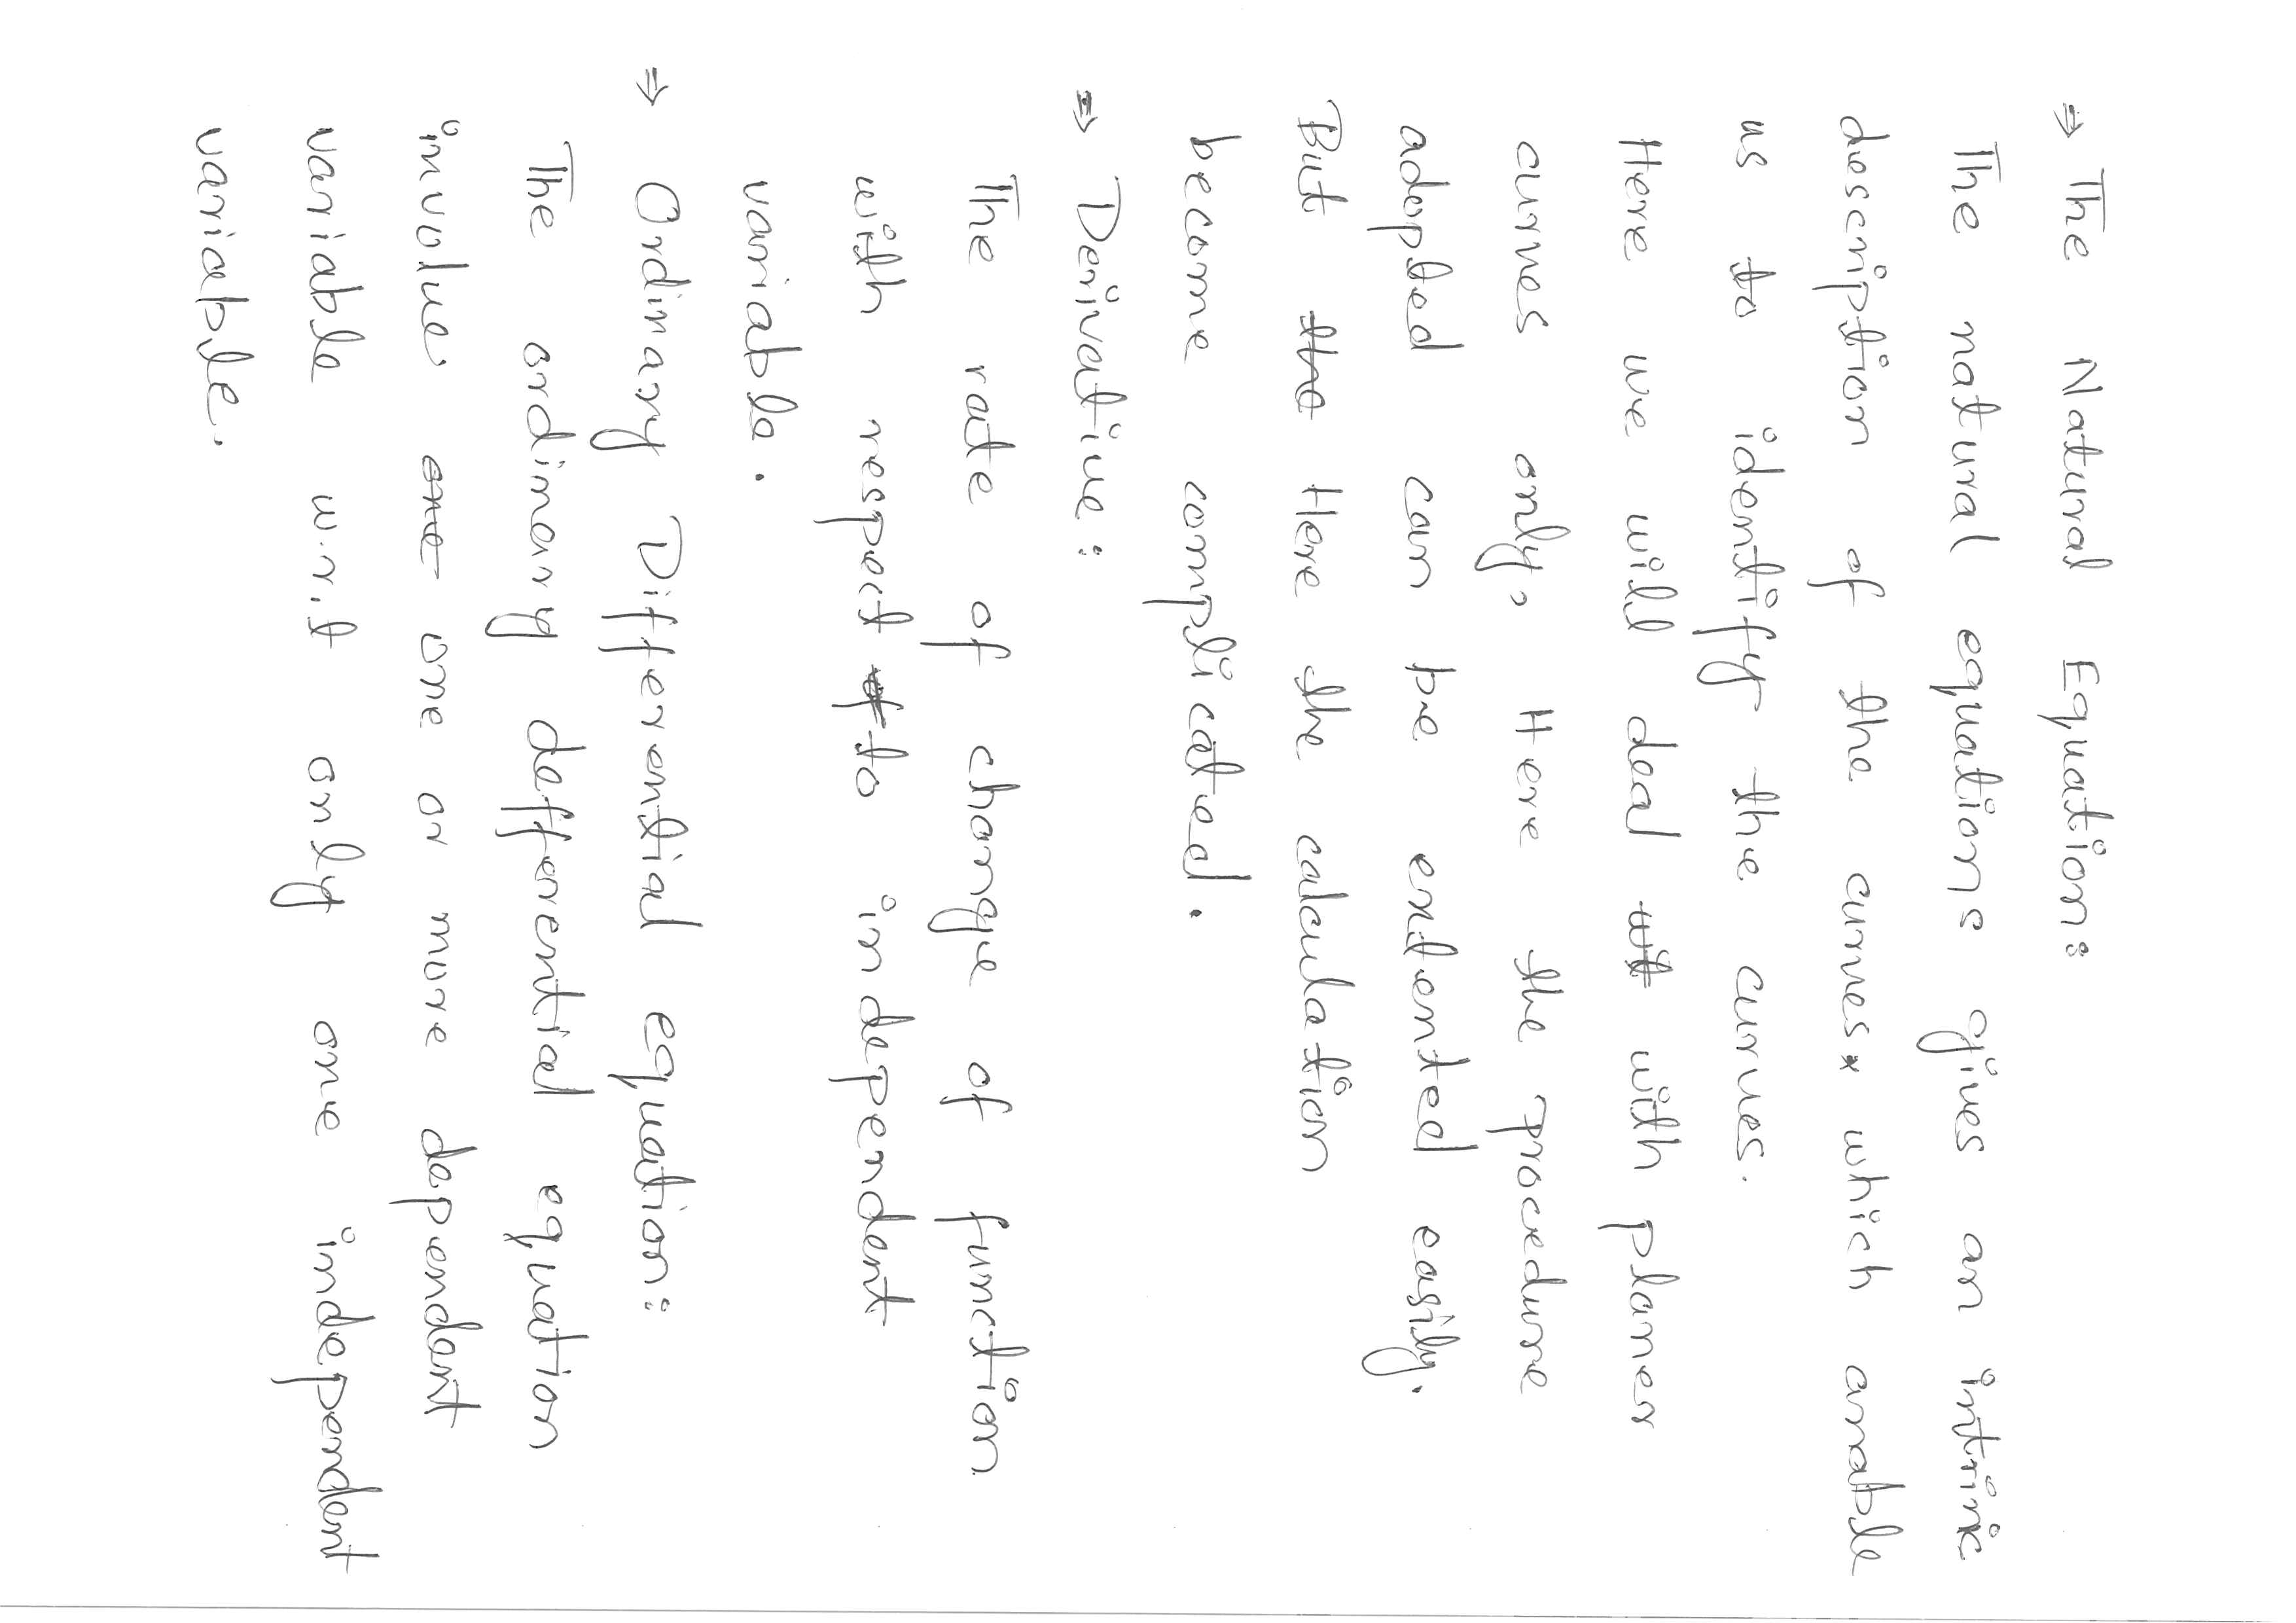 ⇒ The Natural Equation:
The natural equations gives an intrinic
description of the curves which anable
us to identify the curves.
Here we will deal ~~wit~~ with planer
curves only, Here the procedure
adopted can be extented easily.
But ~~the~~ Here the calculation
become complicated.
⇒ Derivative:
The rate of change of function
with respect ~~of~~ to independent
variable.
⇒ Ordinary Differential equation:
The ordinary defferential equation
involve ~~one~~ one or more dependent
variable w.r.t only one independent
variable.